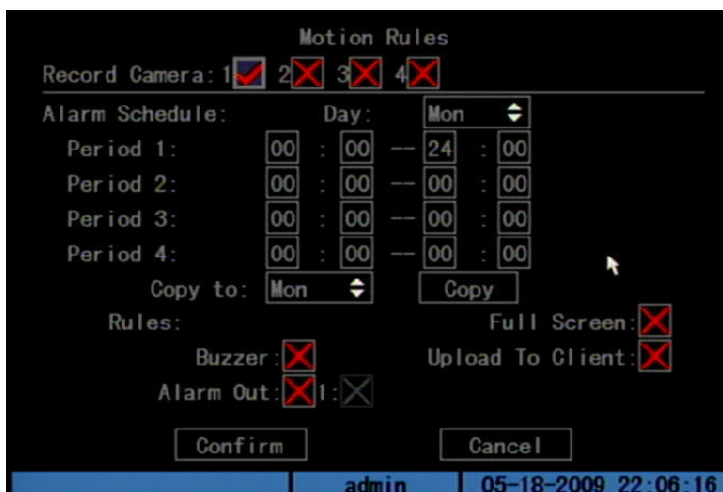 Motion Rules
Record Camera: 1 2 3 4
Alarm Schedule: Day: Mon
Period 1: 00 : 00 -- 24 : 00
Period 2: 00 : 00 -- 00 : 00
Period 3: 00 : 00 -- 00 : 00
Period 4: 00 : 00 -- 00 : 00
Copy to: Mon Copy
Rules: Full Screen:
Buzzer: Upload To Client:
Alarm Out: 1:
Confirm Cancel
admin 05-18-2009 22:06:16